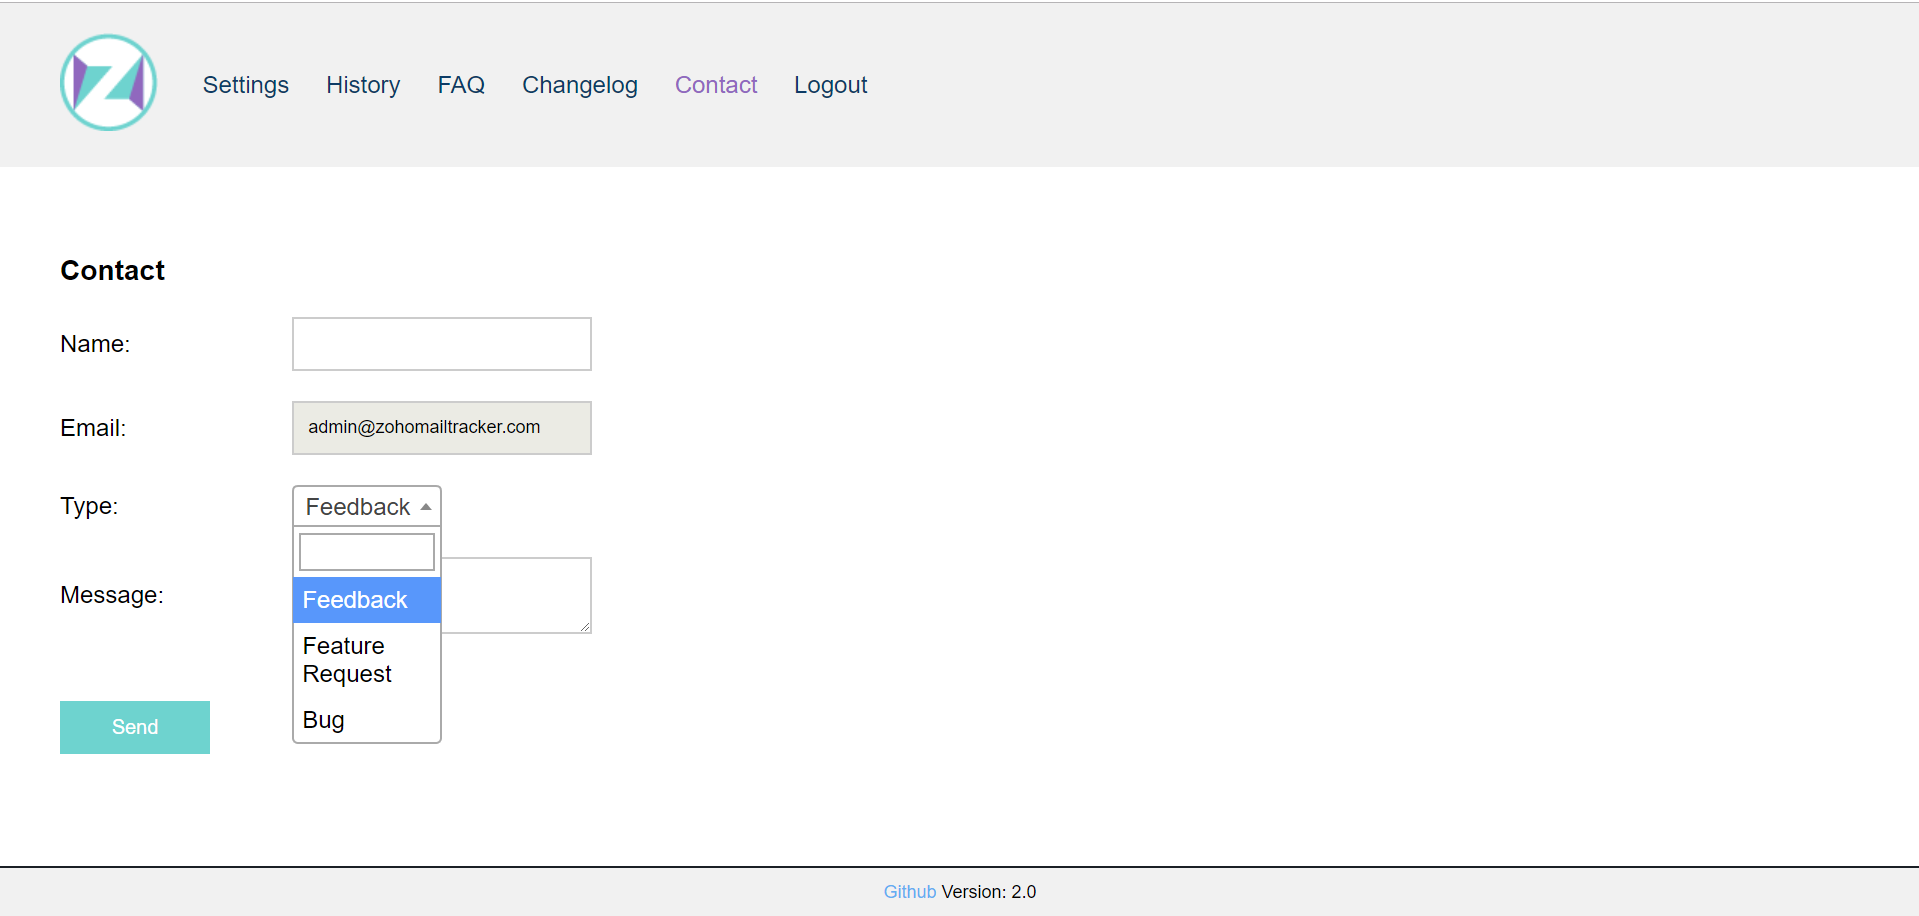 Settings History FAQ Changelog Contact Logout
Contact
Name:
Email: admin@zohomailtracker.com
Type: Feedback
Message:
Feedback
Feature
Request
Bug
Send
Github Version: 2.0